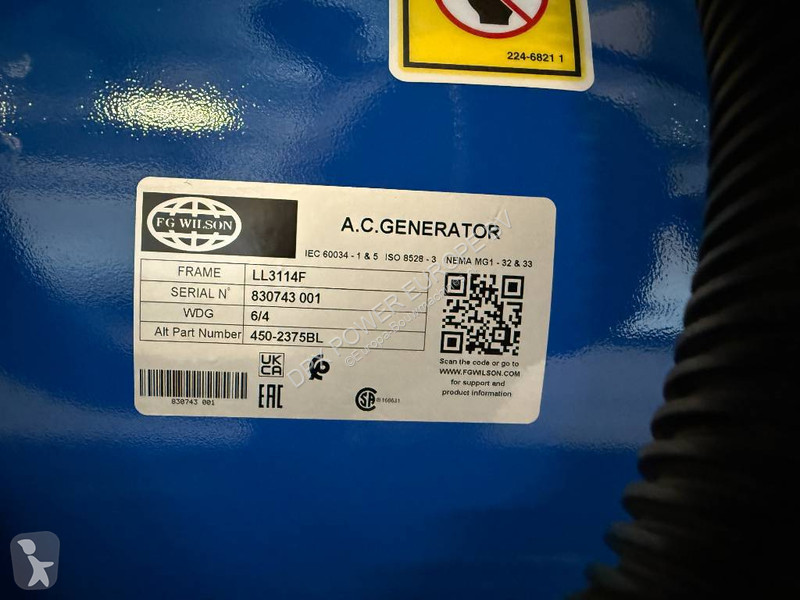 224-6821 1
FG WILSON
A.C.GENERATOR
IEC 60034 - 1 & 5 ISO 8528 - 3 NEMA MG1 - 32 & 33
FRAME LL3114F
SERIAL N° 830743 001
WDG 6/4
Alt Part Number 450-2375BL
Scan the code or go to
WWW.FGWILSON.COM
for support and
product information
830743 001
UK
CA
EAC
SA
DPX POWER EUROPE BV